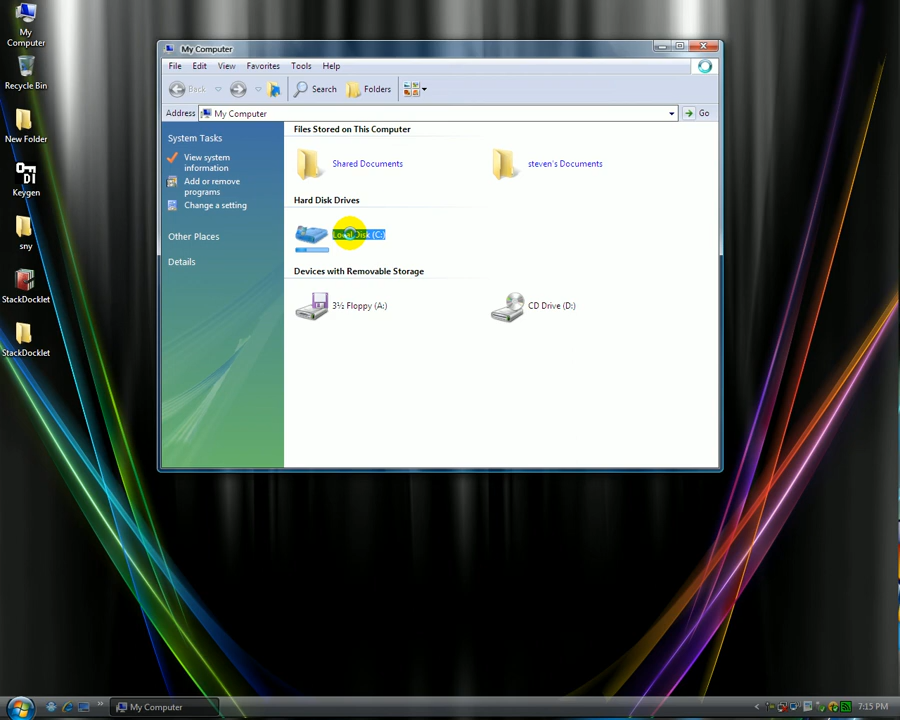 My
Computer
Recycle Bin
New Folder
DI
Keygen
sny
StackDocklet
StackDocklet
My Computer
File Edit View Favorites Tools Help
Back Search Folders
Address My Computer Go
System Tasks
View system
information
Add or remove
programs
Change a setting
Other Places
Details
Files Stored on This Computer
Shared Documents steven's Documents
Hard Disk Drives
Local Disk (C:)
Devices with Removable Storage
3½ Floppy (A:) CD Drive (D:)
My Computer 7:15 PM